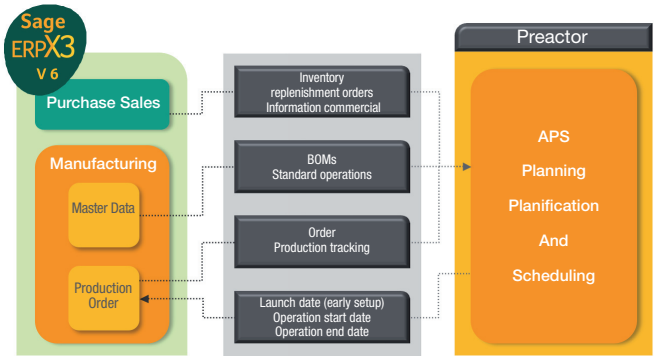 Sage
ERPX3
V 6
Purchase Sales
Manufacturing
Master Data
Production
Order
Inventory
replenishment orders
Information commercial
BOMs
Standard operations
Order
Production tracking
Launch date (early setup)
Operation start date
Operation end date
Preactor
APS
Planning
Planification
And
Scheduling